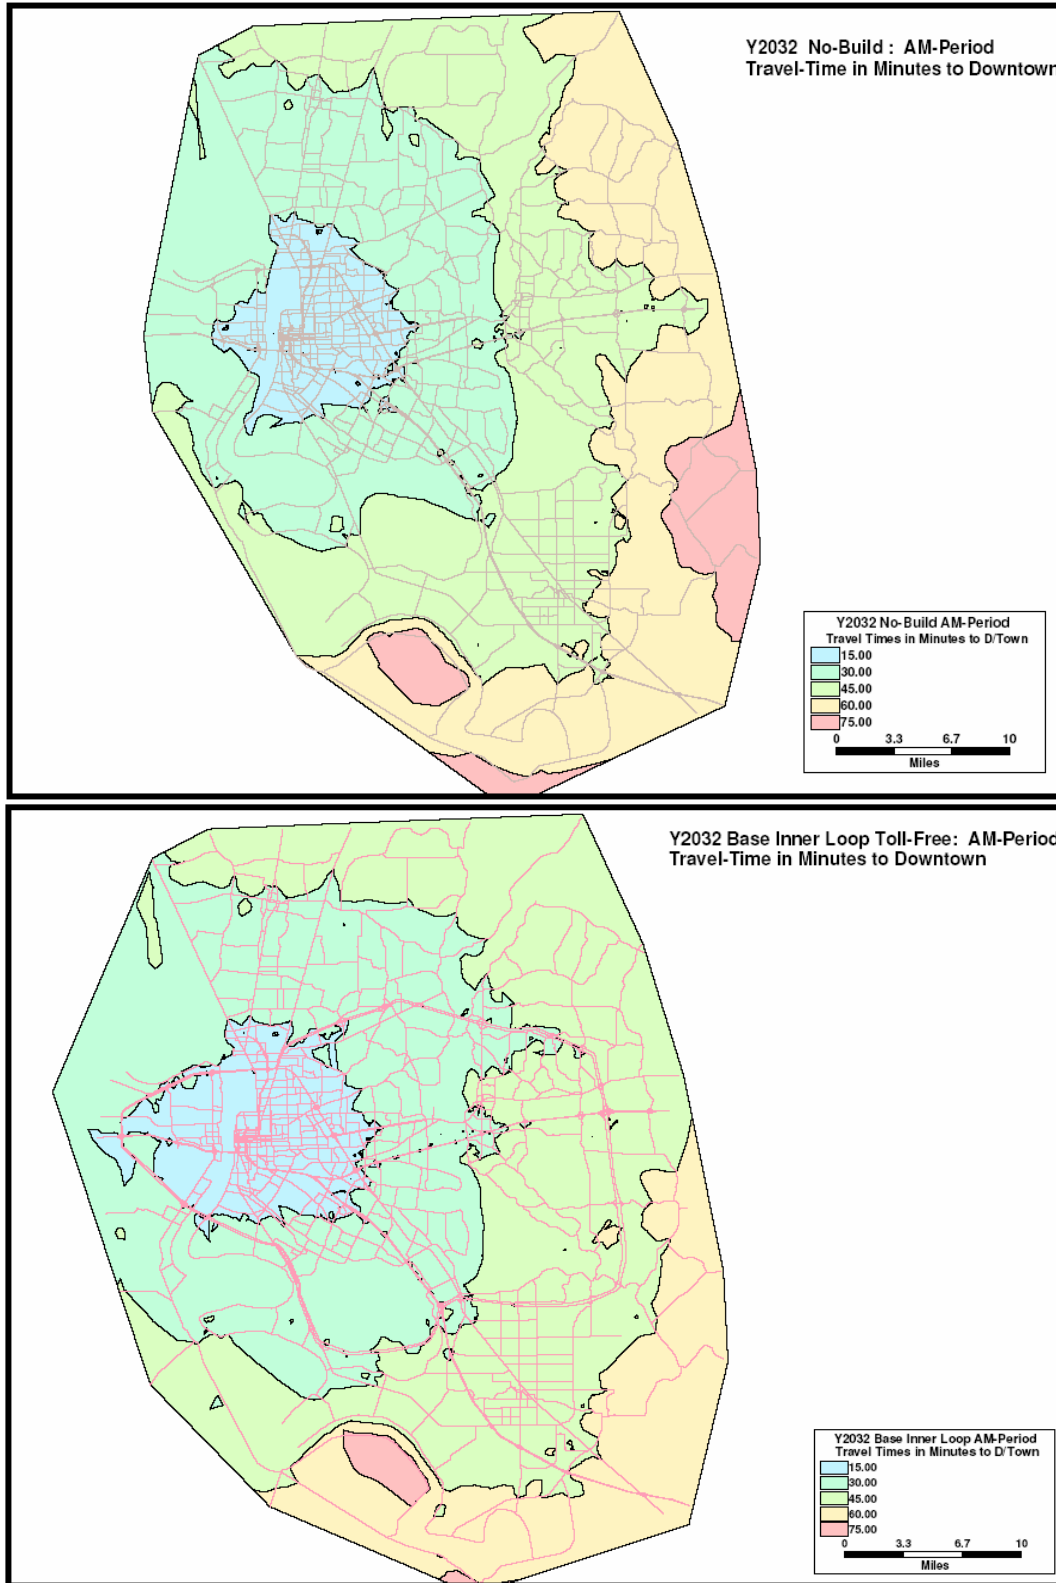 Y2032 No-Build : AM-Period
Travel-Time in Minutes to Downtown
Y2032 No-Build AM-Period
Travel Times in Minutes to D/Town
15.00
30.00
45.00
60.00
75.00
0 3.3 6.7 10
Miles
Y2032 Base Inner Loop Toll-Free: AM-Period
Travel-Time in Minutes to Downtown
Y2032 Base Inner Loop AM-Period
Travel Times in Minutes to D/Town
15.00
30.00
45.00
60.00
75.00
0 3.3 6.7 10
Miles